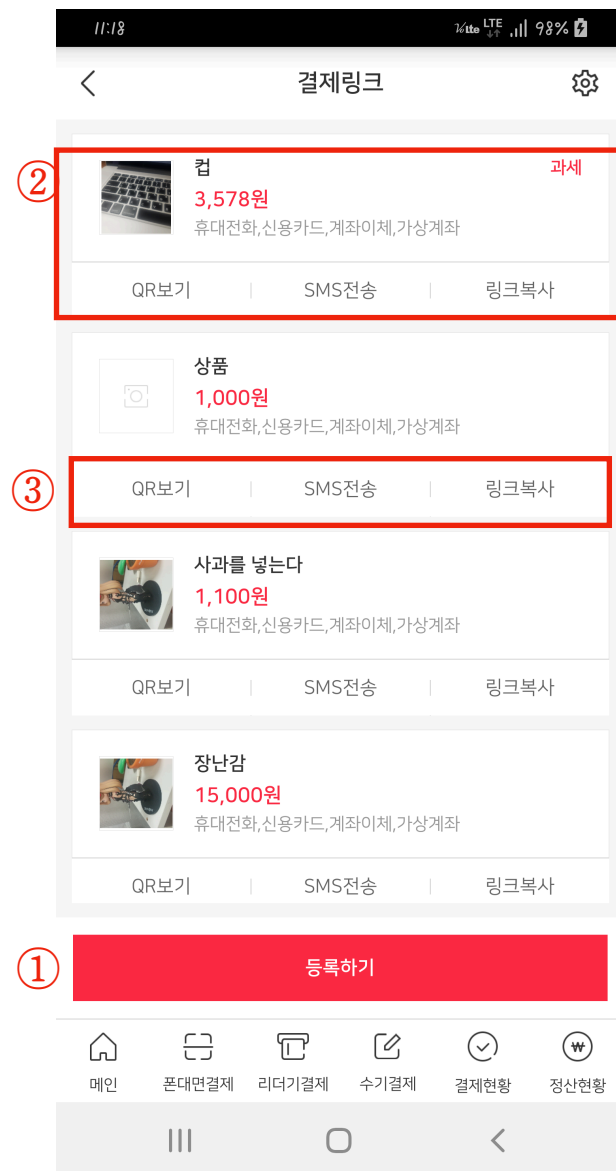 11:18 LTE 98%
결제링크
②
컵 과세
3,578원
휴대전화,신용카드,계좌이체,가상계좌
QR보기 SMS전송 링크복사
상품
1,000원
휴대전화,신용카드,계좌이체,가상계좌
③
QR보기 SMS전송 링크복사
사과를 넣는다
1,100원
휴대전화,신용카드,계좌이체,가상계좌
QR보기 SMS전송 링크복사
장난감
15,000원
휴대전화,신용카드,계좌이체,가상계좌
QR보기 SMS전송 링크복사
①
등록하기
메인 폰대면결제 리더기결제 수기결제 결제현황 정산현황